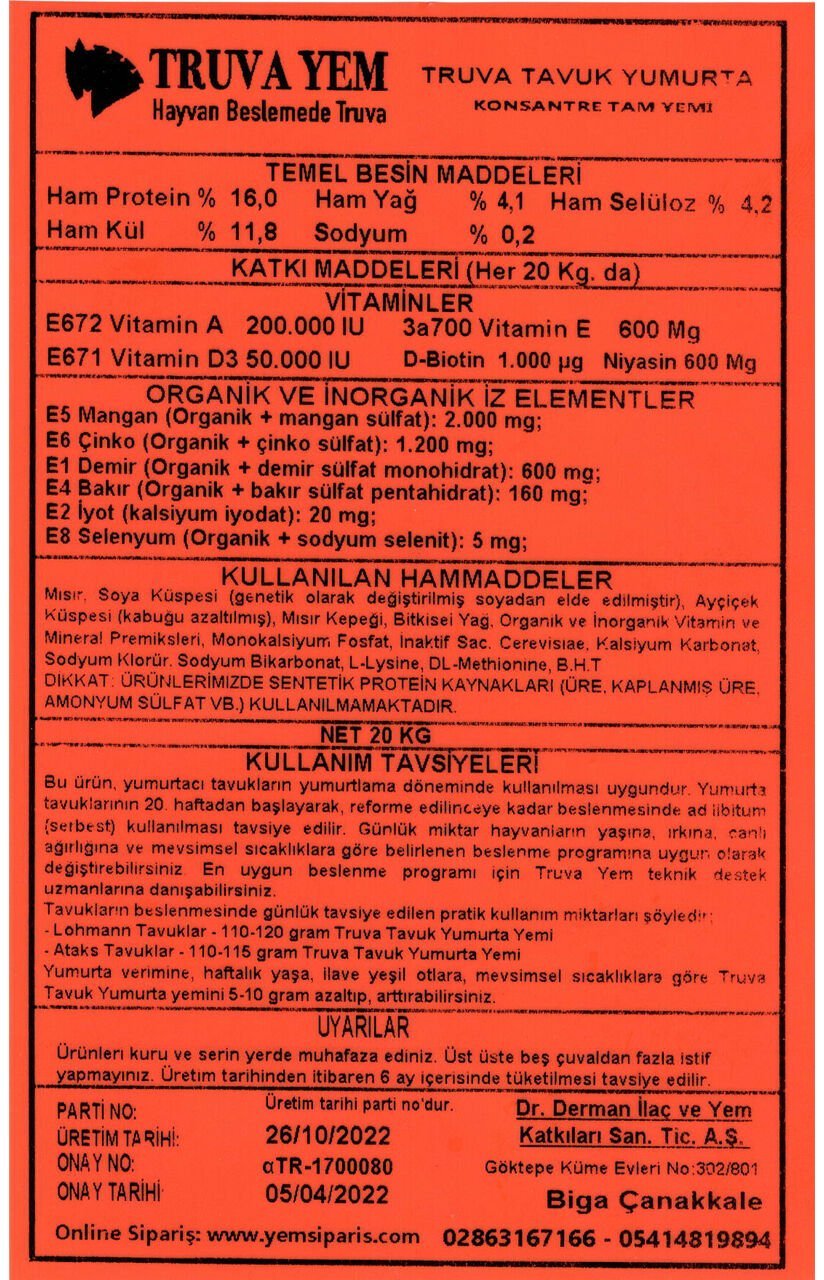 TRUVA YEM
Hayvan Beslemede Truva
TRUVA TAVUK YUMURTA
KONSANTRE TAM YEMİ
TEMEL BESİN MADDELERİ
Ham Protein % 16,0 Ham Yağ % 4,1 Ham Selüloz % 4,2
Ham Kül % 11,8 Sodyum % 0,2
KATKI MADDELERİ (Her 20 Kg. da)
VİTAMİNLER
E672 Vitamin A 200.000 IU 3a700 Vitamin E 600 Mg
E671 Vitamin D3 50.000 IU D-Biotin 1.000 µg Niyasin 600 Mg
ORGANİK VE İNORGANİK İZ ELEMENTLER
E5 Mangan (Organik + mangan sülfat): 2.000 mg;
E6 Çinko (Organik + çinko sülfat): 1.200 mg;
E1 Demir (Organik + demir sülfat monohidrat): 600 mg;
E4 Bakır (Organik + bakır sülfat pentahidrat): 160 mg;
E2 İyot (kalsiyum iyodat): 20 mg;
E8 Selenyum (Organik + sodyum selenit): 5 mg;
KULLANILAN HAMMADDELER
Mısır, Soya Küspesi (genetik olarak değiştirilmiş soyadan elde edilmiştir), Ayçiçek
Küspesi (kabuğu azaltılmış), Mısır Kepeği, Bitkisel Yağ, Organik ve İnorganik Vitamin ve
Mineral Premiksleri, Monokalsiyum Fosfat, İnaktif Sac. Cerevisiae, Kalsiyum Karbonat,
Sodyum Klorür. Sodyum Bikarbonat, L-Lysine, DL-Methionine, B.H.T
DIKKAT: ÜRÜNLERİMİZDE SENTETİK PROTEİN KAYNAKLARI (ÜRE, KAPLANMIŞ ÜRE,
AMONYUM SÜLFAT VB.) KULLANILMAMAKTADIR.
NET 20 KG
KULLANIM TAVSİYELERİ
Bu ürün, yumurtacı tavukların yumurtlama döneminde kullanılması uygundur. Yumurta
tavuklarının 20. haftadan başlayarak, reforme edilinceye kadar beslenmesinde ad libitum
(serbest) kullanılması tavsiye edilir. Günlük miktar hayvanların yaşına, ırkına, canlı
ağırlığına ve mevsimsel sıcaklıklara göre belirlenen beslenme programına uygun olarak
değiştirebilirsiniz. En uygun beslenme programı için Truva Yem teknik destek
uzmanlarına danışabilirsiniz.
Tavukların beslenmesinde günlük tavsiye edilen pratik kullanım miktarları şöyledir;
- Lohmann Tavuklar - 110-120 gram Truva Tavuk Yumurta Yemi
- Ataks Tavuklar - 110-115 gram Truva Tavuk Yumurta Yemi
Yumurta verimine, haftalık yaşa, ilave yeşil otlara, mevsimsel sıcaklıklara göre Truva
Tavuk Yumurta yemini 5-10 gram azaltıp, arttırabilirsiniz.
UYARILAR
Ürünleri kuru ve serin yerde muhafaza ediniz. Üst üste beş çuvaldan fazla istif
yapmayınız. Üretim tarihinden itibaren 6 ay içerisinde tüketilmesi tavsiye edilir.
PARTİ NO: Üretim tarihi parti no'dur.
ÜRETİM TARİHİ: 26/10/2022
ONAY NO: αTR-1700080
ONAY TARİHİ 05/04/2022
Dr. Derman İlaç ve Yem
Katkıları San. Tic. A.Ş.
Göktepe Küme Evleri No:302/801
Biga Çanakkale
Online Sipariş: www.yemsiparis.com 02863167166 - 05414819894